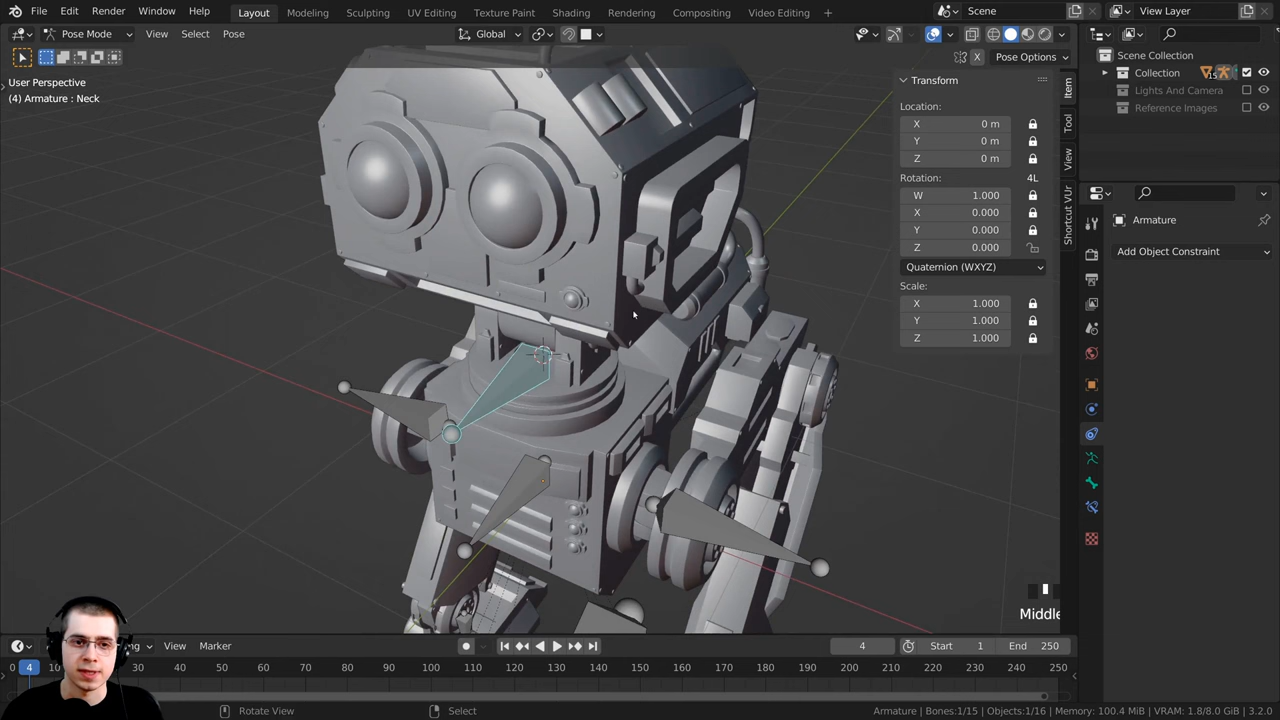 File Edit Render Window Help Layout Modeling Sculpting UV Editing Texture Paint Shading Rendering Compositing Video Editing Scene View Layer
Pose Mode View Select Pose Global
X Pose Options
User Perspective
(4) Armature : Neck
Transform
Location:
X 0 m
Y 0 m
Z 0 m
Rotation: 4L
W 1.000
X 0.000
Y 0.000
Z 0.000
Quaternion (WXYZ)
Scale:
X 1.000
Y 1.000
Z 1.000
Item
Tool
View
Shortcut VUr
Scene Collection
Collection 15
Lights And Camera
Reference Images
Armature
Add Object Constraint
Middle
View Marker 4 Start 1 End 250
0 4 10 30 40 50 60 70 80 90 100 110 120 130 140 150 160 170 180 190 200 210 220 230 240 250
Rotate View Select Armature | Bones:1/15 | Objects:1/16 | Memory: 100.4 MiB | VRAM: 1.8/8.0 GiB | 3.2.0